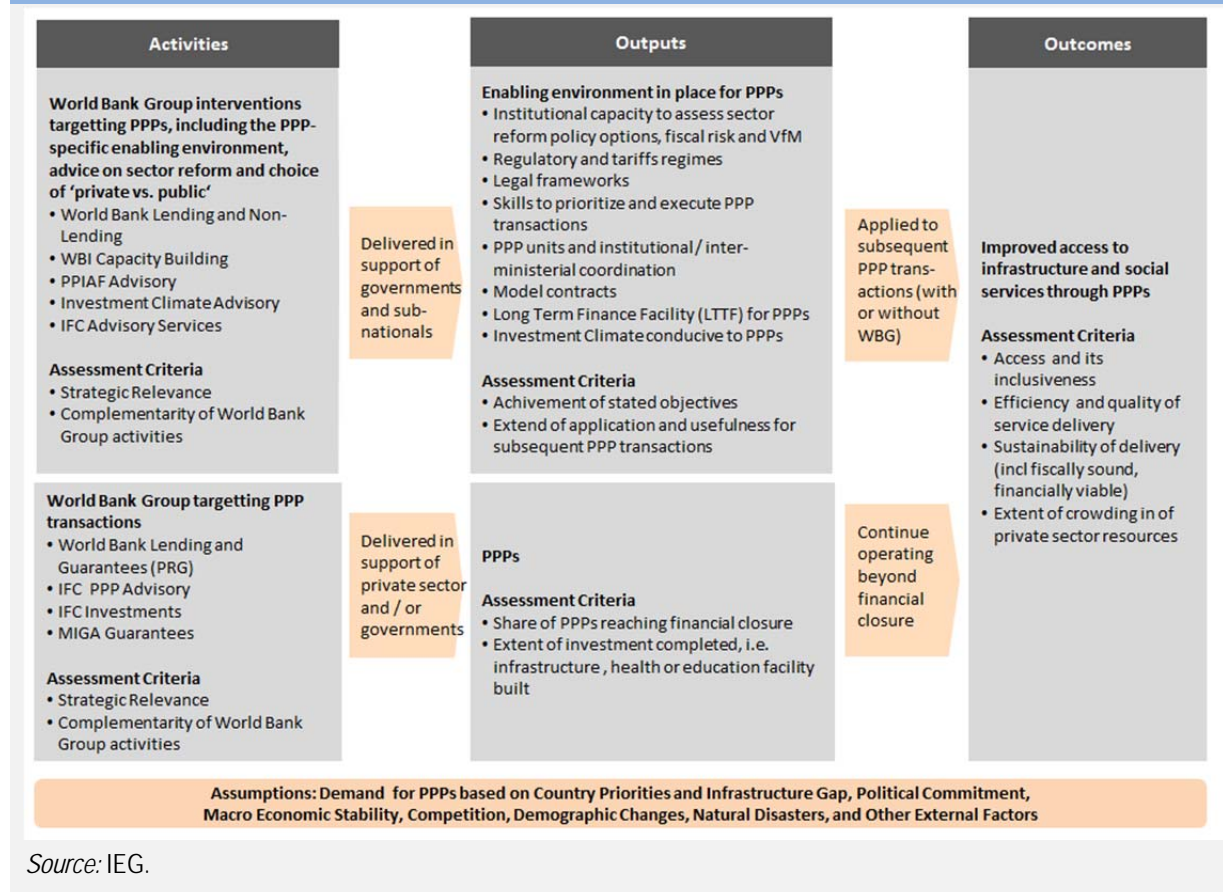 Activities
World Bank Group interventions
targetting PPPs, including the PPP-
specific enabling environment,
advice on sector reform and choice
of ‘private vs. public‘
• World Bank Lending and Non-
Lending
• WBI Capacity Building
• PPIAF Advisory
• Investment Climate Advisory
• IFC Advisory Services
Assessment Criteria
• Strategic Relevance
• Complementarity of World Bank
Group activities
Delivered in
support of
governments
and sub-
nationals
Outputs
Enabling environment in place for PPPs
• Institutional capacity to assess sector
reform policy options, fiscal risk and VfM
• Regulatory and tariffs regimes
• Legal frameworks
• Skills to prioritize and execute PPP
transactions
• PPP units and institutional/ inter-
ministerial coordination
• Model contracts
• Long Term Finance Facility (LTTF) for PPPs
• Investment Climate conducive to PPPs
Assessment Criteria
• Achivement of stated objectives
• Extend of application and usefulness for
subsequent PPP transactions
Applied to
subsequent
PPP trans-
actions (with
or without
WBG)
Outcomes
Improved access to
infrastructure and social
services through PPPs
Assessment Criteria
• Access and its
inclusiveness
• Efficiency and quality of
service delivery
• Sustainability of delivery
(incl fiscally sound,
financially viable)
• Extent of crowding in of
private sector resources
World Bank Group targetting PPP
transactions
• World Bank Lending and
Guarantees (PRG)
• IFC PPP Advisory
• IFC Investments
• MIGA Guarantees
Assessment Criteria
• Strategic Relevance
• Complementarity of World Bank
Group activities
Delivered in
support of
private sector
and / or
governments
PPPs
Assessment Criteria
• Share of PPPs reaching financial closure
• Extent of investment completed, i.e.
infrastructure , health or education facility
built
Continue
operating
beyond
financial
closure
Assumptions: Demand for PPPs based on Country Priorities and Infrastructure Gap, Political Commitment,
Macro Economic Stability, Competition, Demographic Changes, Natural Disasters, and Other External Factors
Source: IEG.